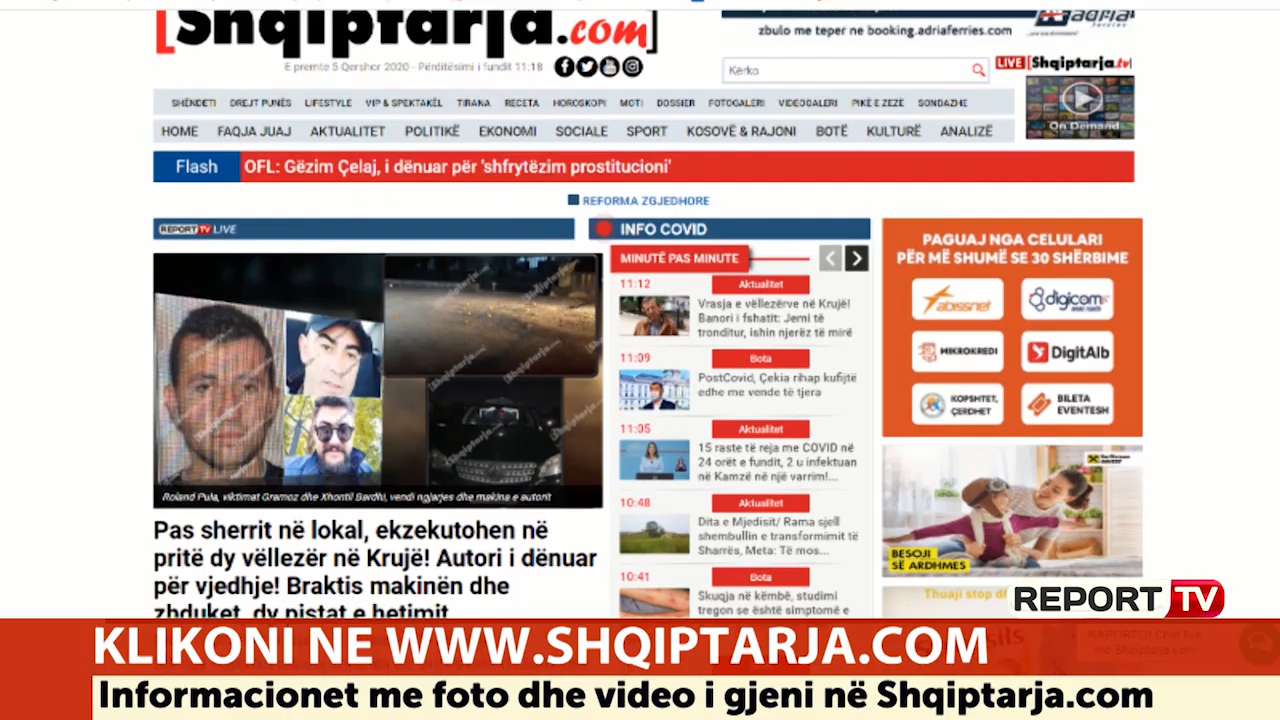 [Shqiptarja.com]
E premte 5 Qershor 2020 - Përditësimi i fundit 11:18
ADRIA
zbulo me teper ne booking.adriaferries.com
Kerko
LIVE [Shqiptarja.tv]
On Demand
SHËNDETI DREJT PUNËS LIFESTYLE VIP & SPEKTAKËL TIRANA RECETA HOROSKOPI MOTI DOSSIER FOTOGALERI VIDEOGALERI PIKË E ZEZË SONDAZHE
HOME FAQJA JUAJ AKTUALITET POLITIKË EKONOMI SOCIALE SPORT KOSOVË & RAJONI BOTË KULTURË ANALIZË
Flash OFL: Gëzim Çelaj, i dënuar për 'shfrytëzim prostitucioni'
REFORMA ZGJEDHORE
REPORT TV LIVE
Roland Pula, viktimat Gramoz dhe Xhontil Bardhi, vendi ngjarjes dhe makina e autorit
Pas sherrit në lokal, ekzekutohen në
pritë dy vëllezër në Krujë! Autori i dënuar
për vjedhje! Braktis makinën dhe
zhduket, dy pistat e hetimit
INFO COVID
MINUTË PAS MINUTE
11:12 Aktualitet
Vrasja e vëllezërve në Krujë!
Banori i fshatit: Jemi të
tronditur, ishin njerëz të mirë
11:09 Bota
PostCovid, Çekia rihap kufijtë
edhe me vende të tjera
11:05 Aktualitet
15 raste të reja me COVID në
24 orët e fundit, 2 u infektuan
në Kamzë në një varrim!...
10:48 Aktualitet
Dita e Mjedisit/ Rama sjell
shembullin e transformimit të
Sharrës, Meta: Të mos...
10:41 Bota
Skuqja në këmbë, studimi
tregon se është simptomë e
PAGUAJ NGA CELULARI
PËR MË SHUMË SE 30 SHËRBIME
abissnet
digicom
MIKROKREDI
DigitAlb
KOPSHTET,
ÇERDHET
BILETA
EVENTESH
BESOJI
SË ARDHMES
Thuaji stop
REPORT TV
KLIKONI NE WWW.SHQIPTARJA.COM
Informacionet me foto dhe video i gjeni në Shqiptarja.com